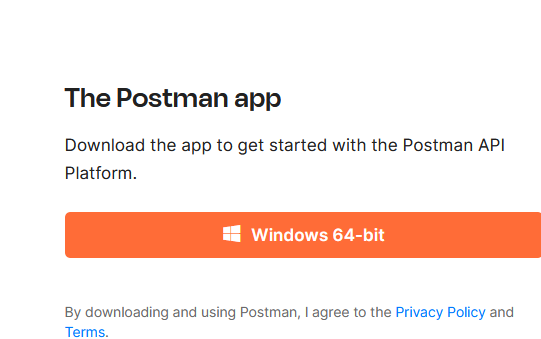 The Postman app
Download the app to get started with the Postman API
Platform.
Windows 64-bit
By downloading and using Postman, I agree to the Privacy Policy and
Terms.